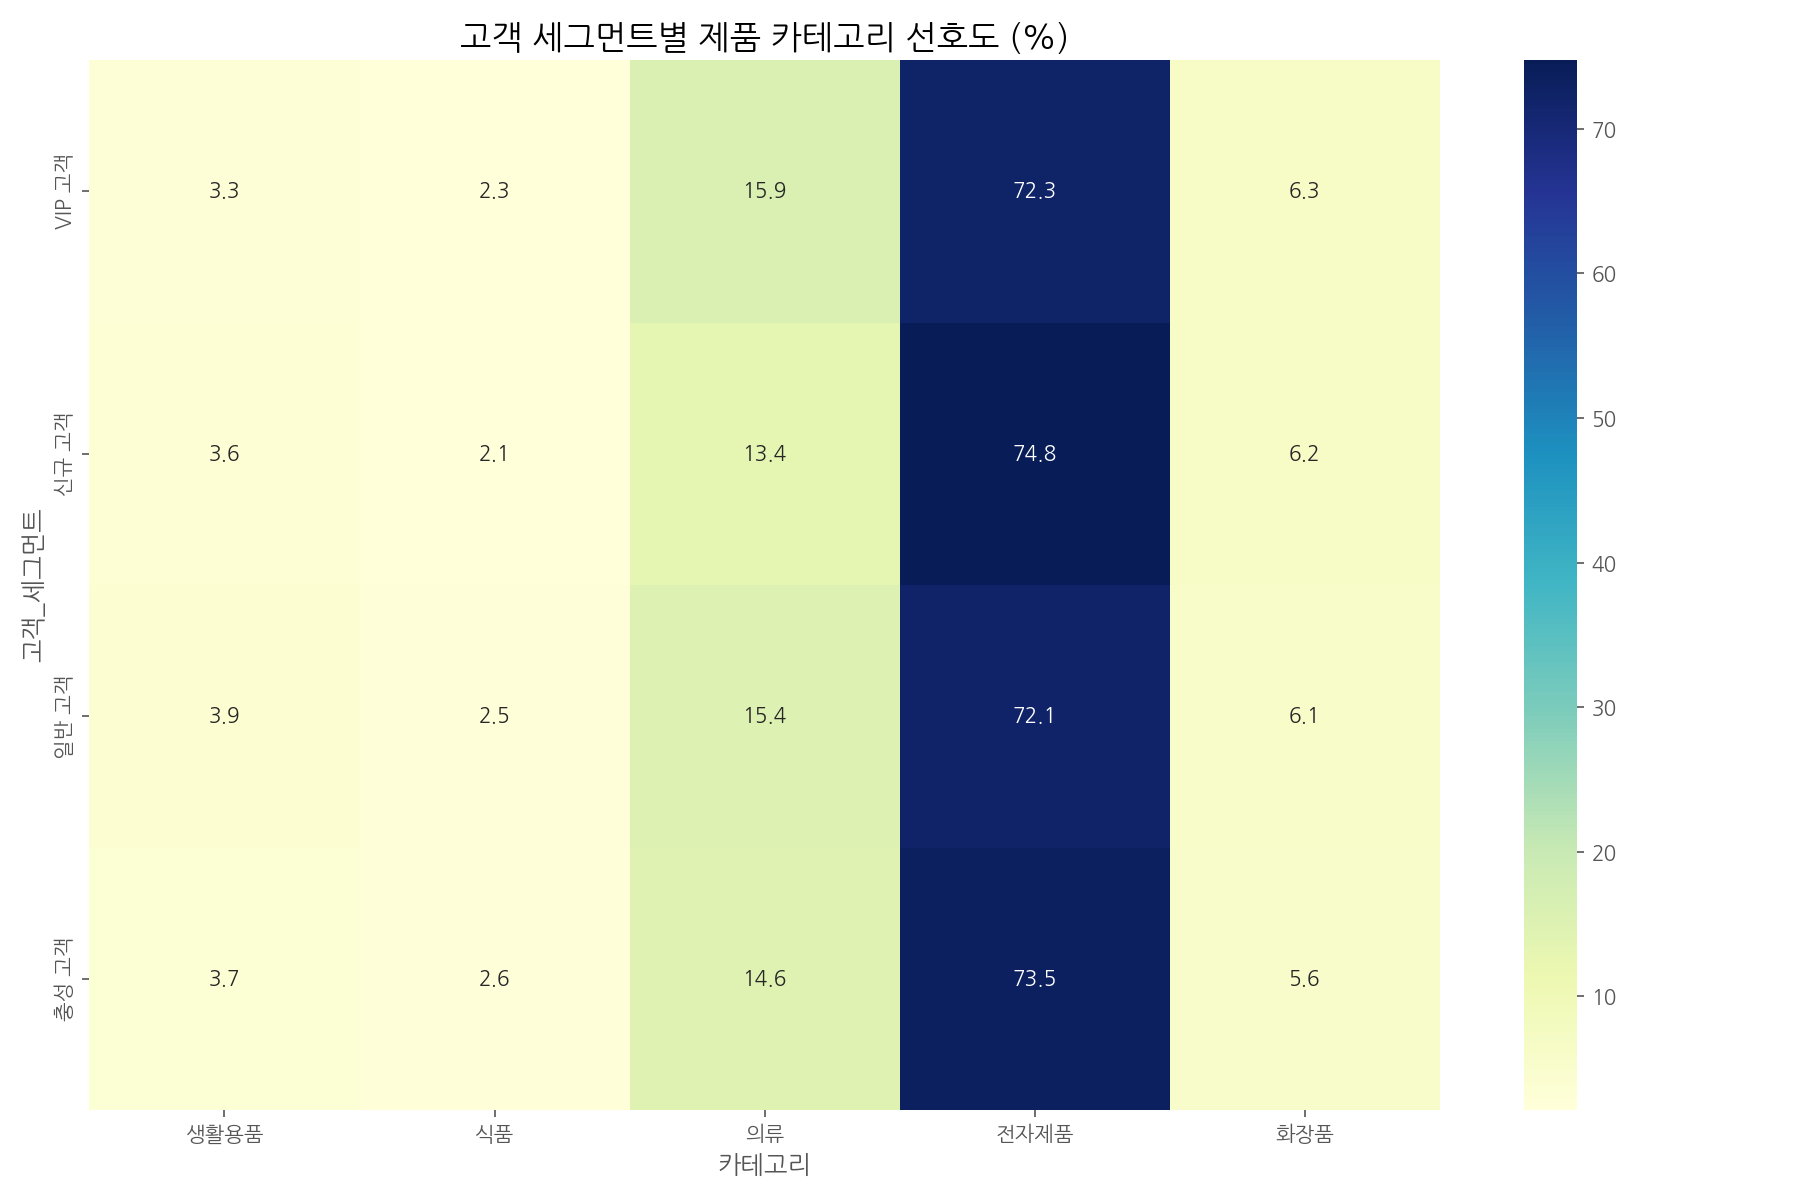 고객 세그먼트별 제품 카테고리 선호도 (%)
고객_세그먼트
VIP 고객
3.3 2.3 15.9 72.3 6.3
신규 고객
3.6 2.1 13.4 74.8 6.2
일반 고객
3.9 2.5 15.4 72.1 6.1
충성 고객
3.7 2.6 14.6 73.5 5.6
생활용품 식품 의류 전자제품 화장품
카테고리
70
60
50
40
30
20
10